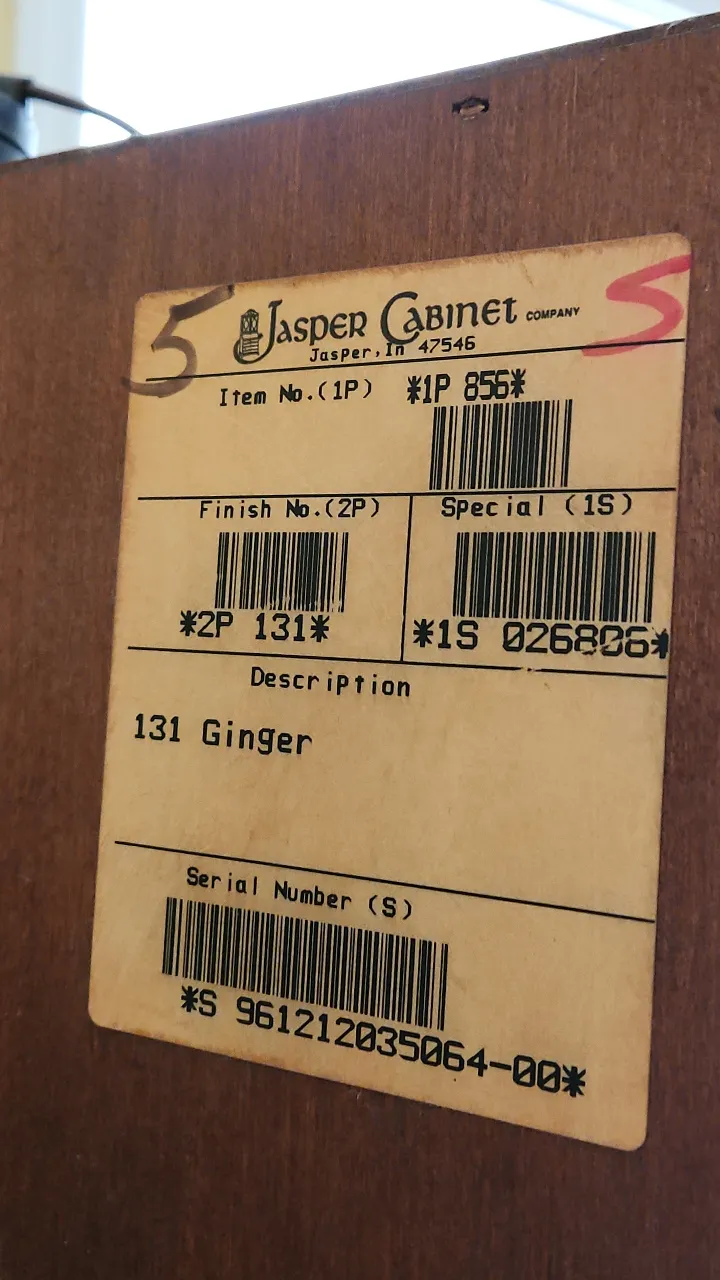 5
JASPER CABINET COMPANY
S
Jasper,In 47546
Item No.(1P) *1P 856*
Finish No.(2P)
*2P 131*
Special (1S)
*1S 026806*
Description
131 Ginger
Serial Number (S)
*S 961212035064-00*